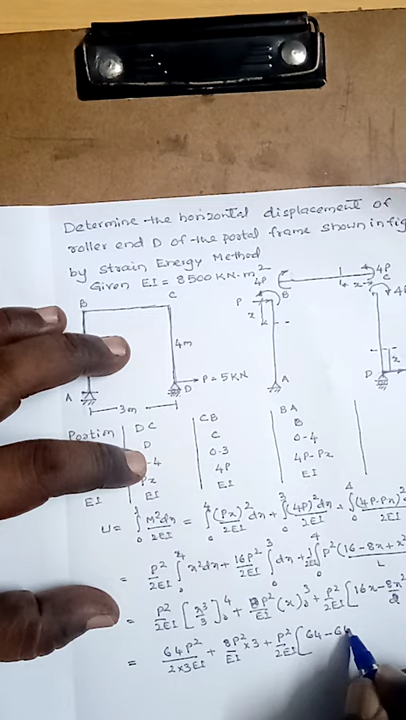 Determine the horizontal displacement of
roller end D of the portal frame shown in fig
by strain Energy Method
Given EI = 8500 KN-m²
B C
4m
A D P = 5KN
3m
4P B 4P C
P x x
A D x
Portion DC CB BA
D C B
0-3 0-4
Px 4P 4P-Px
EI EI EI EI
U = ∫ M²dx/2EI = ∫₀⁴ (Px)²dx/2EI + ∫₀³ (4P)²dx/2EI + ∫₀⁴ (4P-Px)²/2EI
= P²/2EI ∫₀⁴ x²dx + 16P²/2EI ∫₀³ dx + 1/2EI ∫₀⁴ P²(16-8x+x²
= P²/2EI [x³/3]₀⁴ + 8P²/EI (x)₀³ + P²/2EI [16x - 8x²/2
= 64P²/2×3EI + 8P²/EI ×3 + P²/2EI [64-64